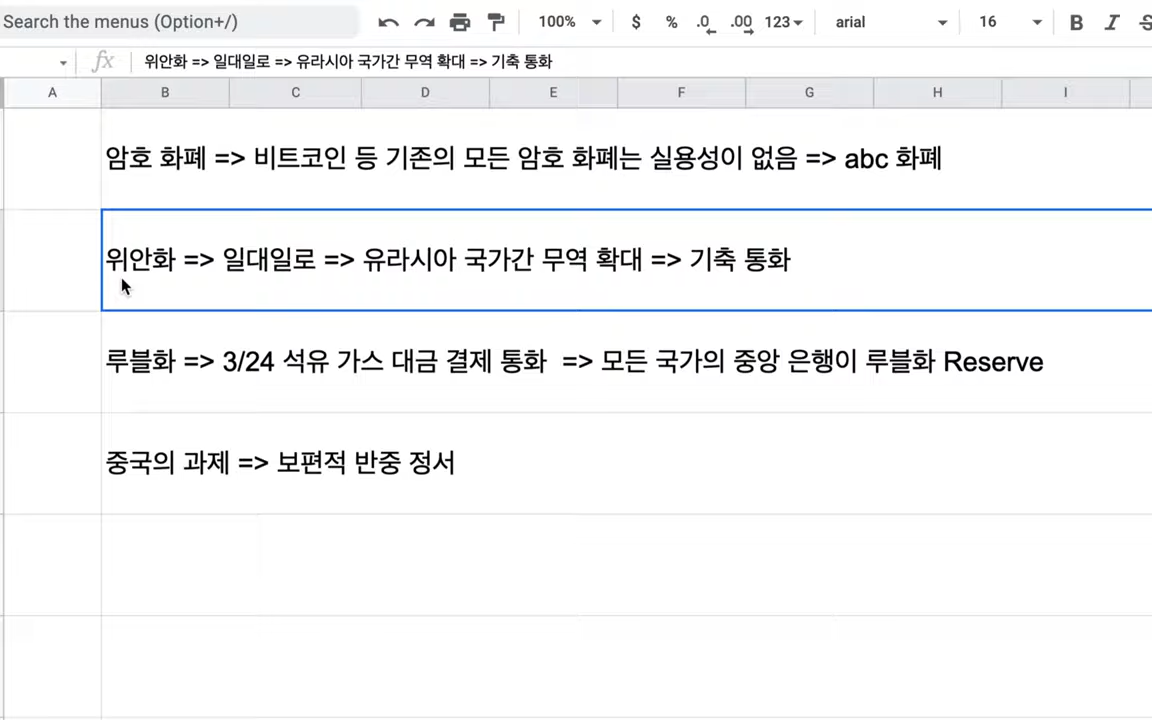 Search the menus (Option+/)
100% $ % .0 .00 123 arial 16 B I S
fx 위안화 => 일대일로 => 유라시아 국가간 무역 확대 => 기축 통화
A B C D E F G H I
암호 화폐 => 비트코인 등 기존의 모든 암호 화폐는 실용성이 없음 => abc 화폐
위안화 => 일대일로 => 유라시아 국가간 무역 확대 => 기축 통화
루블화 => 3/24 석유 가스 대금 결제 통화  => 모든 국가의 중앙 은행이 루블화 Reserve
중국의 과제 => 보편적 반중 정서